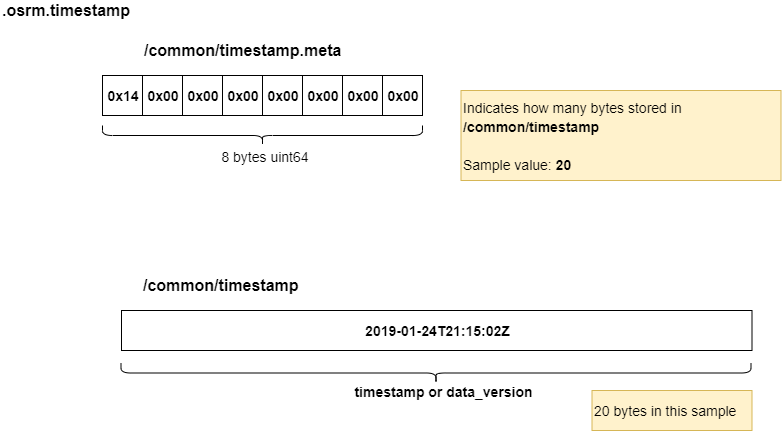 .osrm.timestamp
/common/timestamp.meta
0x14 0x00 0x00 0x00 0x00 0x00 0x00 0x00
8 bytes uint64
Indicates how many bytes stored in
/common/timestamp
Sample value: 20
/common/timestamp
2019-01-24T21:15:02Z
timestamp or data_version
20 bytes in this sample